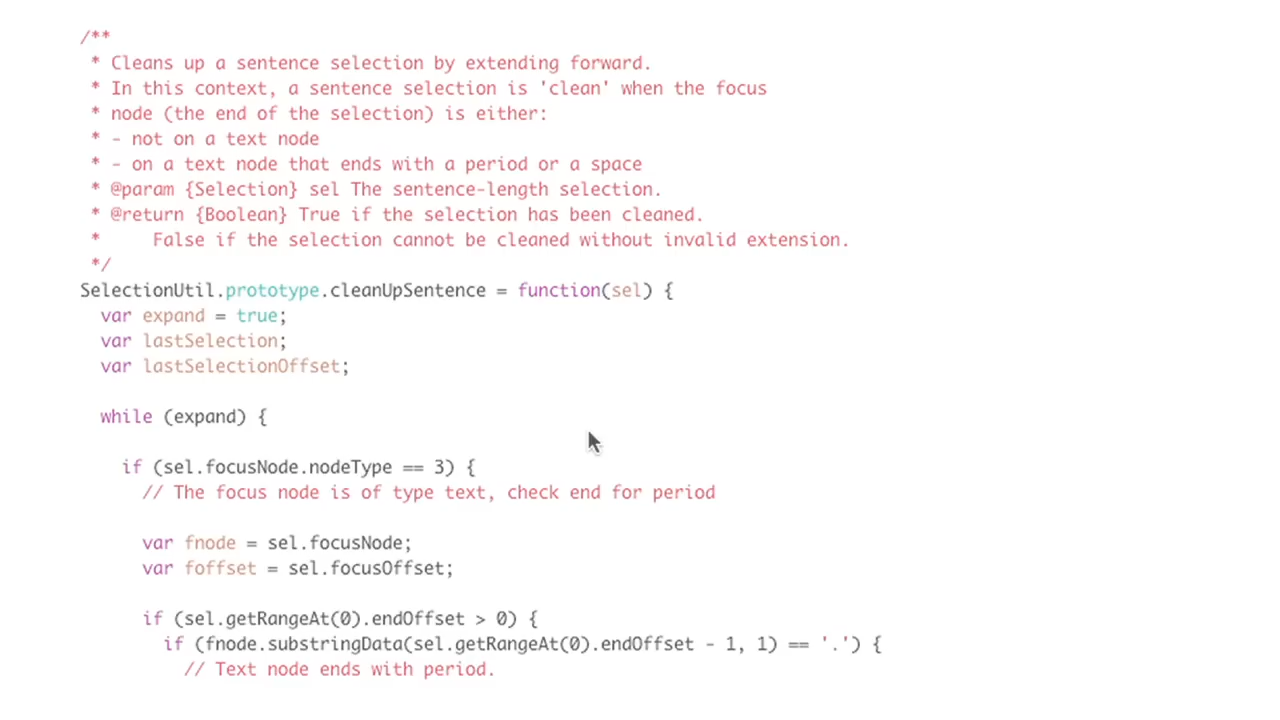 /**
 * Cleans up a sentence selection by extending forward.
 * In this context, a sentence selection is 'clean' when the focus
 * node (the end of the selection) is either:
 * - not on a text node
 * - on a text node that ends with a period or a space
 * @param {Selection} sel The sentence-length selection.
 * @return {Boolean} True if the selection has been cleaned.
 *     False if the selection cannot be cleaned without invalid extension.
 */
SelectionUtil.prototype.cleanUpSentence = function(sel) {
  var expand = true;
  var lastSelection;
  var lastSelectionOffset;

  while (expand) {

    if (sel.focusNode.nodeType == 3) {
      // The focus node is of type text, check end for period

      var fnode = sel.focusNode;
      var foffset = sel.focusOffset;

      if (sel.getRangeAt(0).endOffset > 0) {
        if (fnode.substringData(sel.getRangeAt(0).endOffset - 1, 1) == '.') {
          // Text node ends with period.